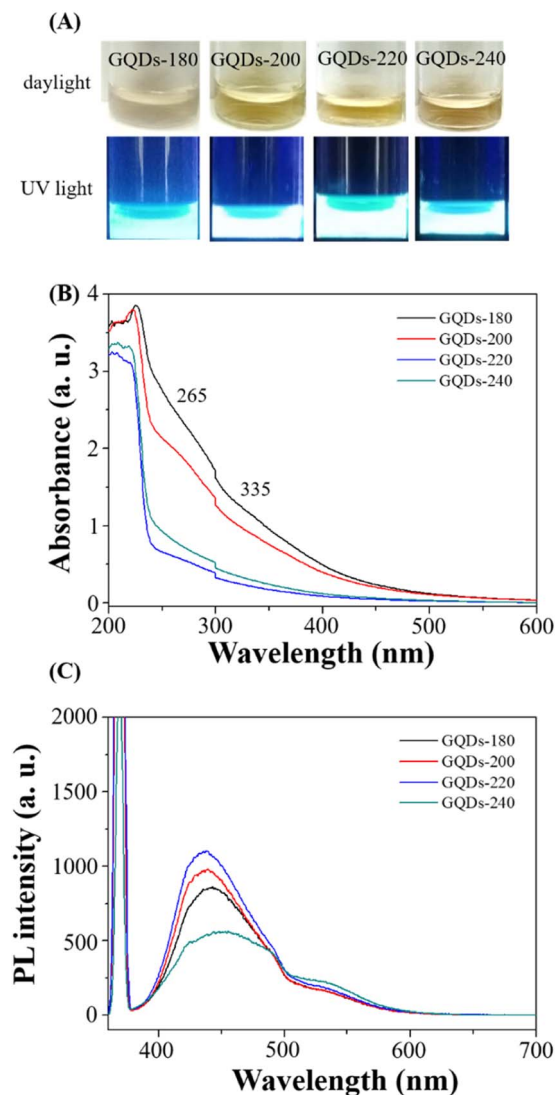 (A)
GQDs-180 GQDs-200 GQDs-220 GQDs-240
daylight
UV light
(B)
4
3
2
1
0
Absorbance (a. u.)
265
335
GQDs-180
GQDs-200
GQDs-220
GQDs-240
200 300 400 500 600
Wavelength (nm)
(C)
2000
1500
1000
500
0
PL intensity (a. u.)
GQDs-180
GQDs-200
GQDs-220
GQDs-240
400 500 600 700
Wavelength (nm)